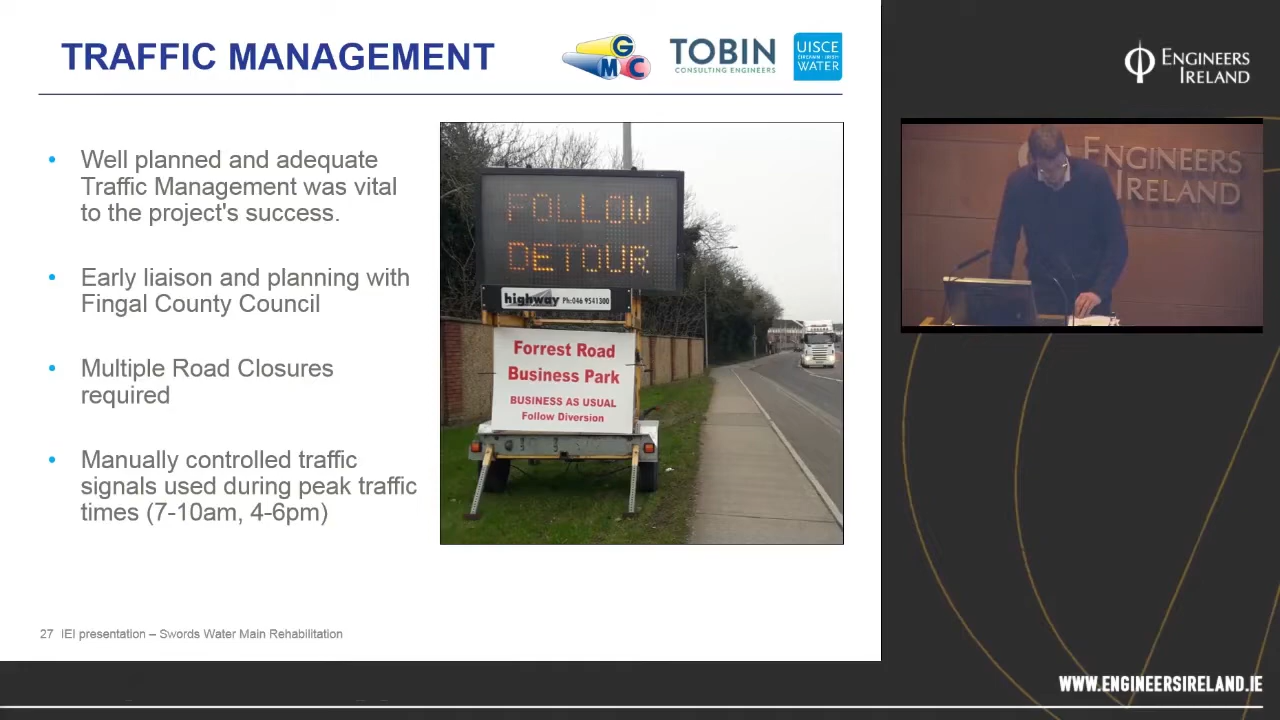 TRAFFIC MANAGEMENT
G
M C
TOBIN
CONSULTING ENGINEERS
UISCE
ÉIREANN : IRISH
WATER
ENGINEERS
IRELAND
• Well planned and adequate
Traffic Management was vital
to the project's success.
• Early liaison and planning with
Fingal County Council
• Multiple Road Closures
required
• Manually controlled traffic
signals used during peak traffic
times (7-10am, 4-6pm)
FOLLOW
DETOUR
highway Ph:046 9541300
Forrest Road
Business Park
BUSINESS AS USUAL
Follow Diversion
ENGINEERS
IRELAND
27 IEI presentation – Swords Water Main Rehabilitation
WWW.ENGINEERSIRELAND.IE